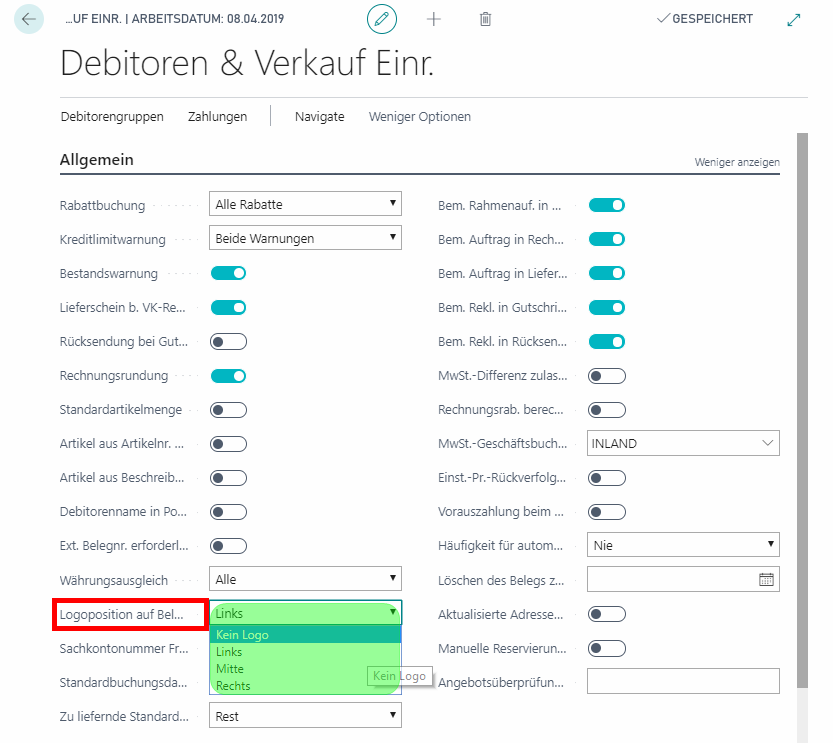 ...UF EINR. | ARBEITSDATUM: 08.04.2019
GESPEICHERT
Debitoren & Verkauf Einr.
Debitorengruppen Zahlungen Navigate Weniger Optionen
Allgemein
Weniger anzeigen
Rabattbuchung Alle Rabatte
Kreditlimitwarnung Beide Warnungen
Bestandswarnung
Lieferschein b. VK-Re...
Rücksendung bei Gut...
Rechnungsrundung
Standardartikelmenge
Artikel aus Artikelnr. ...
Artikel aus Beschreib...
Debitorenname in Po...
Ext. Belegnr. erforderl...
Währungsausgleich Alle
Logoposition auf Bel... Links
Kein Logo
Links
Mitte
Rechts
Kein Logo
Sachkontonummer Fr...
Standardbuchungsda...
Zu liefernde Standard... Rest
Bem. Rahmenauf. in ...
Bem. Auftrag in Rech...
Bem. Auftrag in Liefer...
Bem. Rekl. in Gutschri...
Bem. Rekl. in Rücksen...
MwSt.-Differenz zulas...
Rechnungsrab. berec...
MwSt.-Geschäftsbuch... INLAND
Einst.-Pr.-Rückverfolg...
Vorauszahlung beim ...
Häufigkeit für autom... Nie
Löschen des Belegs z...
Aktualisierte Adresse...
Manuelle Reservierun...
Angebotsüberprüfun...